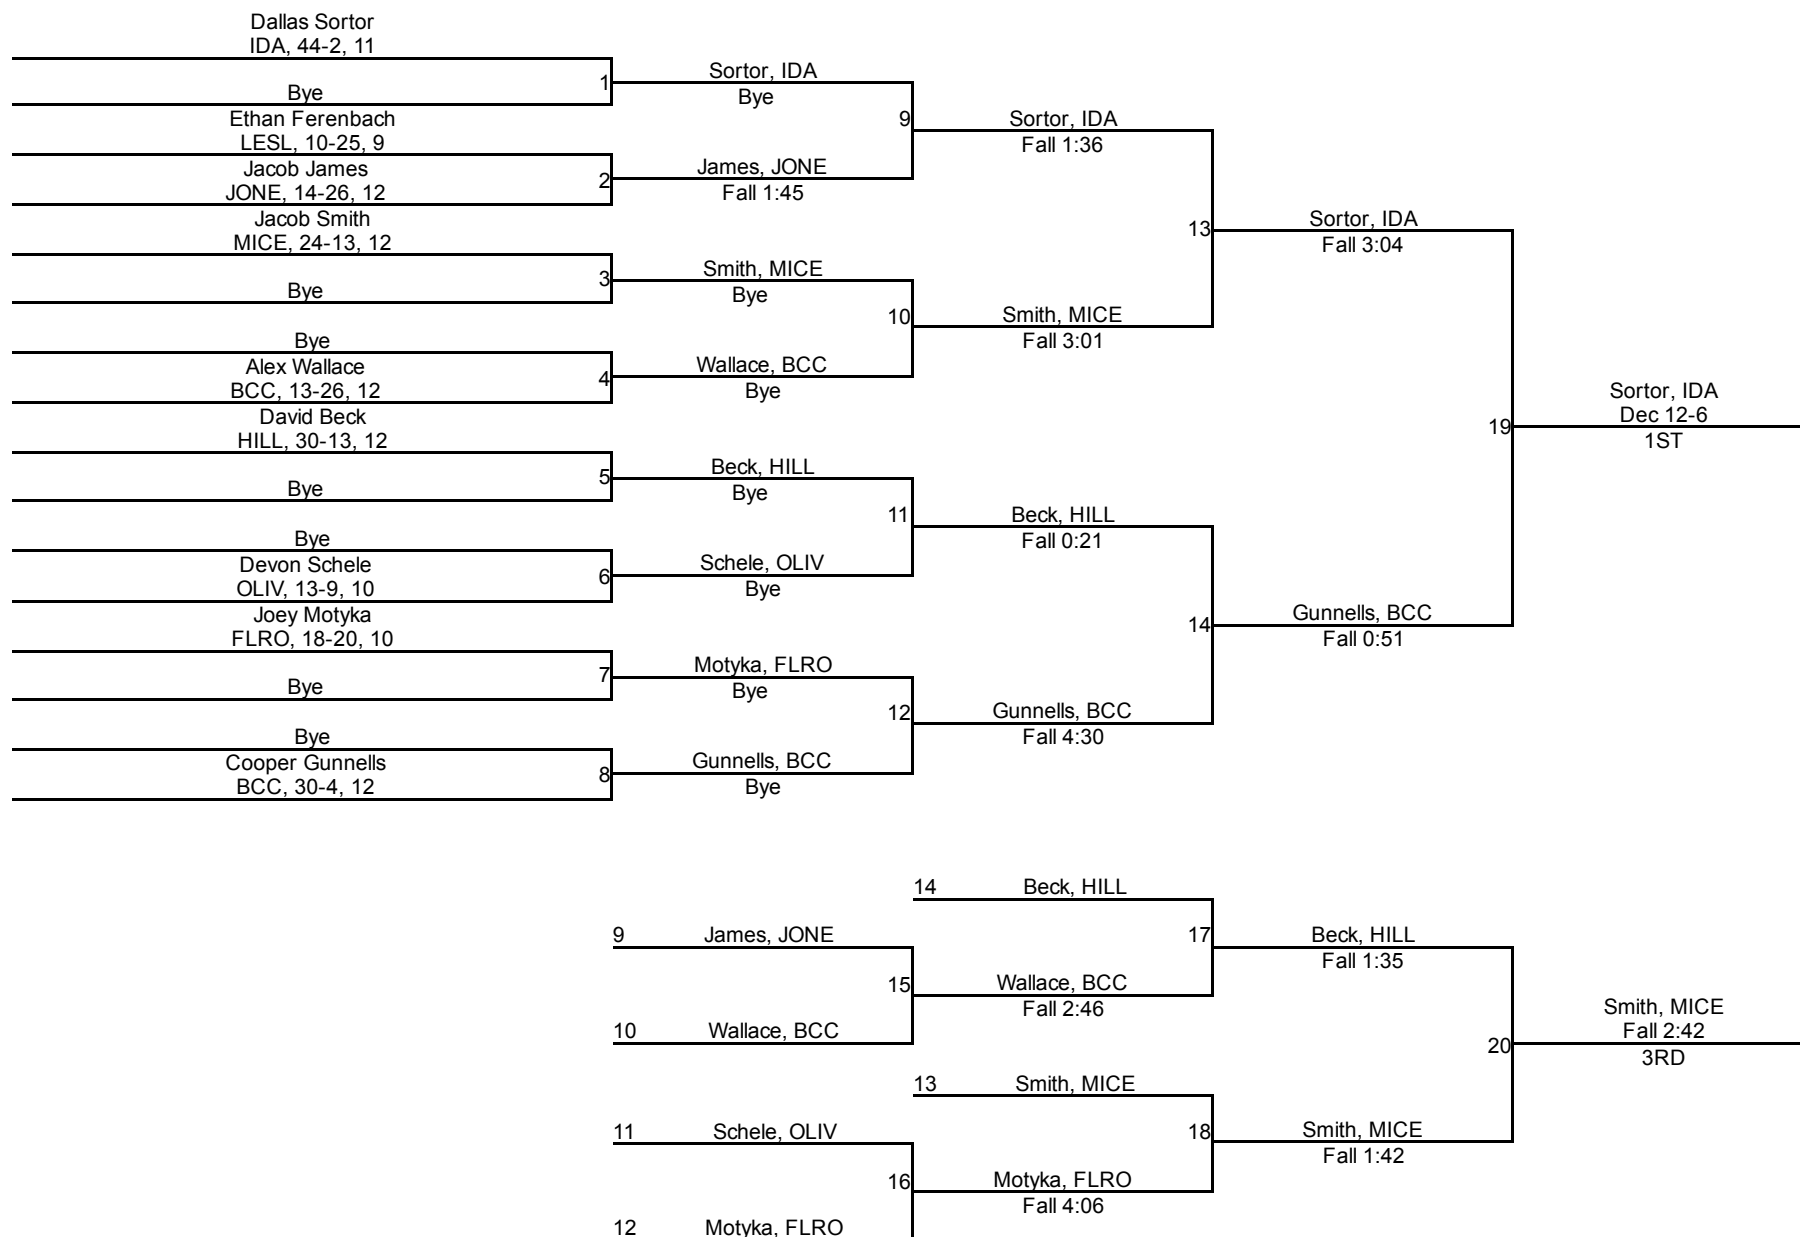 Dallas Sortor
IDA, 44-2, 11
Bye
1
Ethan Ferenbach
LESL, 10-25, 9
Jacob James
JONE, 14-26, 12
2
Jacob Smith
MICE, 24-13, 12
Bye
3
Bye
Alex Wallace
BCC, 13-26, 12
4
David Beck
HILL, 30-13, 12
Bye
5
Bye
Devon Schele
OLIV, 13-9, 10
6
Joey Motyka
FLRO, 18-20, 10
Bye
7
Bye
Cooper Gunnells
BCC, 30-4, 12
8
Sortor, IDA
Bye
9
James, JONE
Fall 1:45
Smith, MICE
Bye
10
Wallace, BCC
Bye
Beck, HILL
Bye
11
Schele, OLIV
Bye
Motyka, FLRO
Bye
12
Gunnells, BCC
Bye
Sortor, IDA
Fall 1:36
13
Smith, MICE
Fall 3:01
Beck, HILL
Fall 0:21
14
Gunnells, BCC
Fall 4:30
Sortor, IDA
Fall 3:04
19
Gunnells, BCC
Fall 0:51
Sortor, IDA
Dec 12-6
1ST
14 Beck, HILL
9 James, JONE
17
15
Wallace, BCC
Fall 2:46
10 Wallace, BCC
Beck, HILL
Fall 1:35
13 Smith, MICE
11 Schele, OLIV
18
16
Motyka, FLRO
Fall 4:06
12 Motyka, FLRO
Smith, MICE
Fall 1:42
20
Smith, MICE
Fall 2:42
3RD